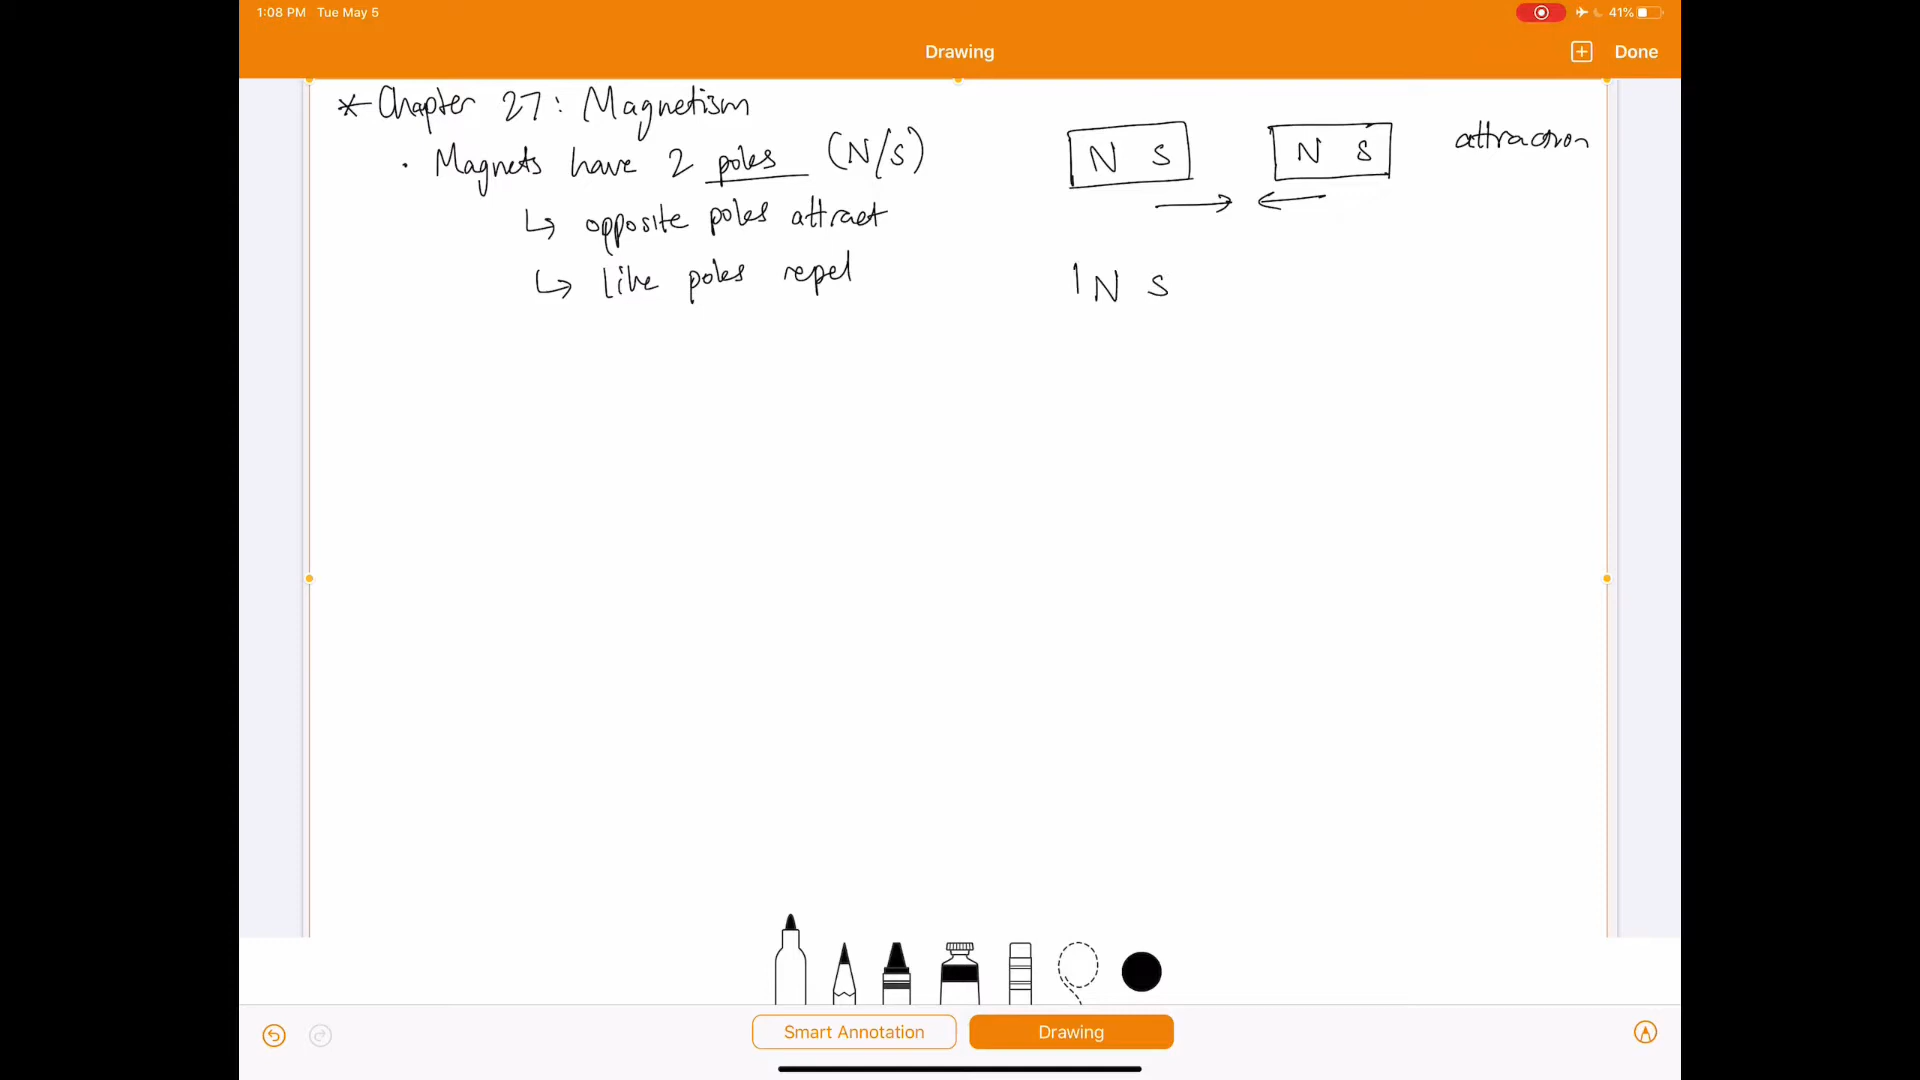 1:08 PM Tue May 5
41%
Drawing
Done
* Chapter 27: Magnetism
· Magnets have 2 poles (N/S)
↳ opposite poles attract
↳ like poles repel
N S N S attraction
N S
Smart Annotation
Drawing